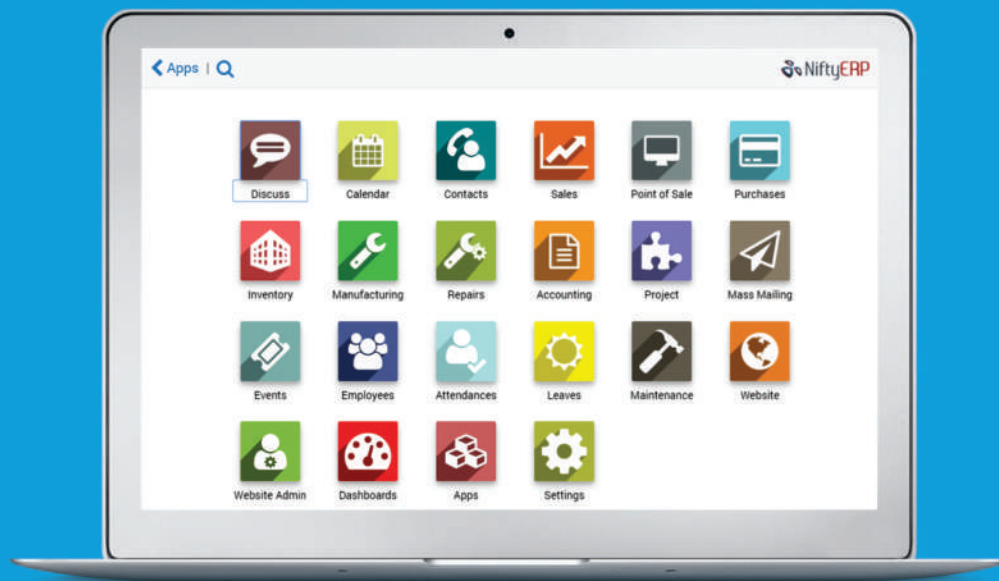 Apps |
NiftyERP
Discuss
Calendar
Contacts
Sales
Point of Sale
Purchases
Inventory
Manufacturing
Repairs
Accounting
Project
Mass Mailing
Events
Employees
Attendances
Leaves
Maintenance
Website
Website Admin
Dashboards
Apps
Settings